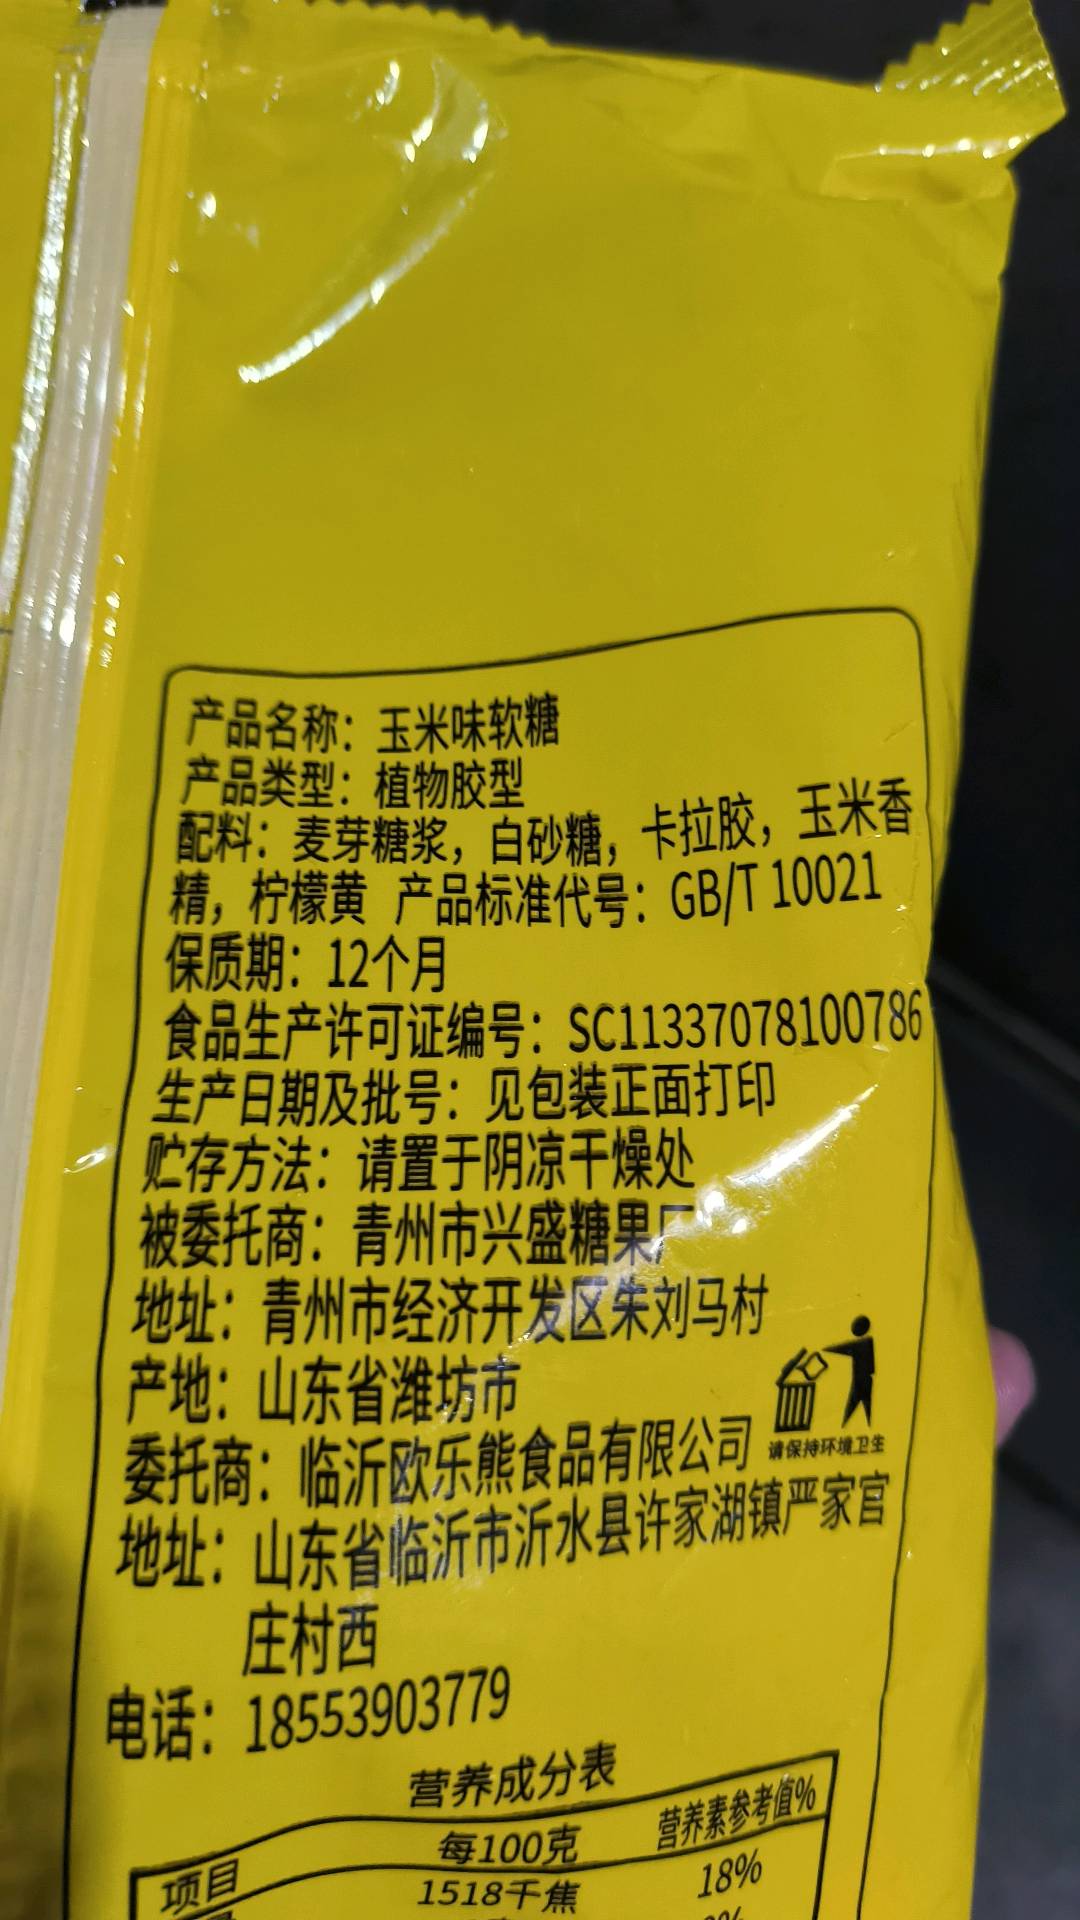 产品名称：玉米味软糖
产品类型：植物胶型
配料：麦芽糖浆，白砂糖，卡拉胶，玉米香
精，柠檬黄 产品标准代号：GB/T 10021
保质期：12个月
食品生产许可证编号：SC11337078100786
生产日期及批号：见包装正面打印
贮存方法：请置于阴凉干燥处
被委托商：青州市兴盛糖果厂
地址：青州市经济开发区朱刘马村
产地：山东省潍坊市
请保持环境卫生
委托商：临沂欧乐熊食品有限公司
地址：山东省临沂市沂水县许家湖镇严家官
庄村西
电话：18553903779
营养成分表
项目 每100克 营养素参考值%
1518千焦 18%